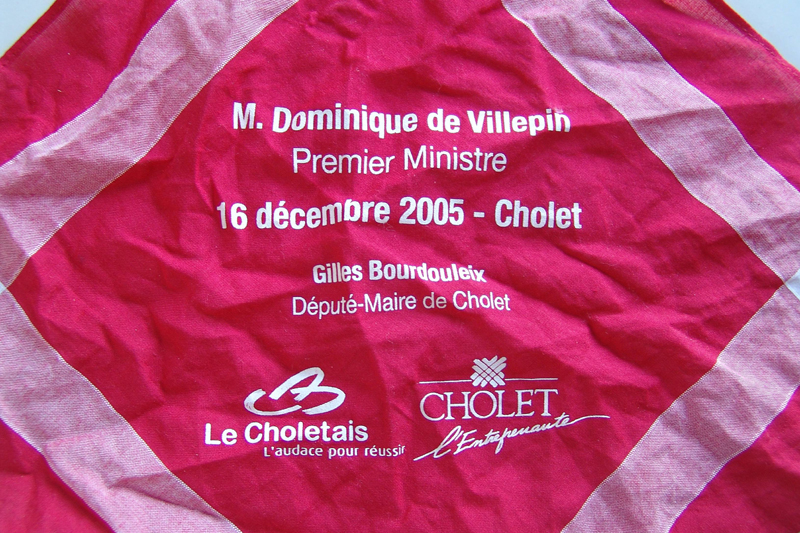 M. Dominique de Villepin
Premier Ministre
16 décembre 2005 - Cholet
Gilles Bourdouleix
Député-Maire de Cholet
Le Choletais
L'audace pour réussir
CHOLET
l'Entreprenante